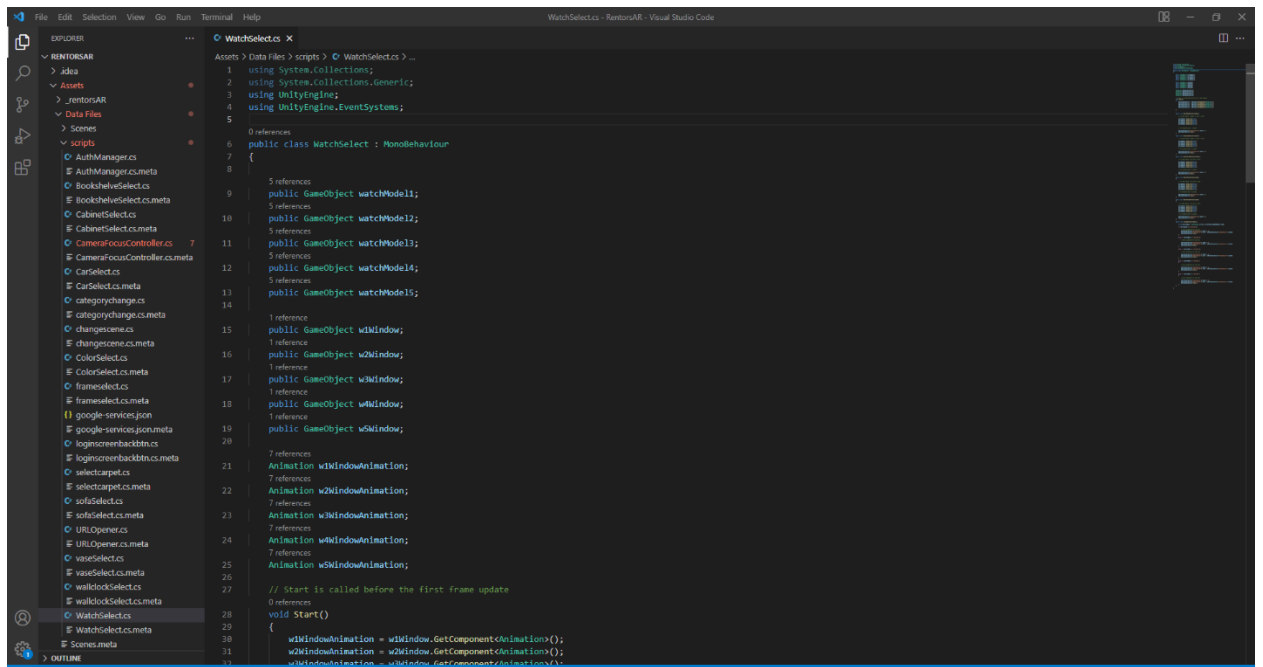 File Edit Selection View Go Run Terminal Help WatchSelect.cs - RentorsAR - Visual Studio Code
EXPLORER ...
RENTORSAR
> .idea
Assets
> _rentorsAR
Data Files
> Scenes
scripts
AuthManager.cs
AuthManager.cs.meta
BookshelveSelect.cs
BookshelveSelect.cs.meta
CabinetSelect.cs
CabinetSelect.cs.meta
CameraFocusController.cs 7
CameraFocusController.cs.meta
CarSelect.cs
CarSelect.cs.meta
categorychange.cs
categorychange.cs.meta
changescene.cs
changescene.cs.meta
ColorSelect.cs
ColorSelect.cs.meta
frameselect.cs
frameselect.cs.meta
{} google-services.json
google-services.json.meta
loginscreenbackbtn.cs
loginscreenbackbtn.cs.meta
selectcarpet.cs
selectcarpet.cs.meta
sofaSelect.cs
sofaSelect.cs.meta
URLOpener.cs
URLOpener.cs.meta
vaseSelect.cs
vaseSelect.cs.meta
wallclockSelect.cs
wallclockSelect.cs.meta
WatchSelect.cs
WatchSelect.cs.meta
Scenes.meta
> OUTLINE
1
WatchSelect.cs ×
Assets > Data Files > scripts > WatchSelect.cs > ...
1 using System.Collections;
2 using System.Collections.Generic;
3 using UnityEngine;
4 using UnityEngine.EventSystems;
5
0 references
6 public class WatchSelect : MonoBehaviour
7 {
8
5 references
9 public GameObject watchModel1;
5 references
10 public GameObject watchModel2;
5 references
11 public GameObject watchModel3;
5 references
12 public GameObject watchModel4;
5 references
13 public GameObject watchModel5;
14
1 reference
15 public GameObject w1Window;
1 reference
16 public GameObject w2Window;
1 reference
17 public GameObject w3Window;
1 reference
18 public GameObject w4Window;
1 reference
19 public GameObject w5Window;
20
7 references
21 Animation w1WindowAnimation;
7 references
22 Animation w2WindowAnimation;
7 references
23 Animation w3WindowAnimation;
7 references
24 Animation w4WindowAnimation;
7 references
25 Animation w5WindowAnimation;
26
27 // Start is called before the first frame update
0 references
28 void Start()
29 {
30 w1WindowAnimation = w1Window.GetComponent<Animation>();
31 w2WindowAnimation = w2Window.GetComponent<Animation>();
32 w3WindowAnimation = w3Window.GetComponent<Animation>();